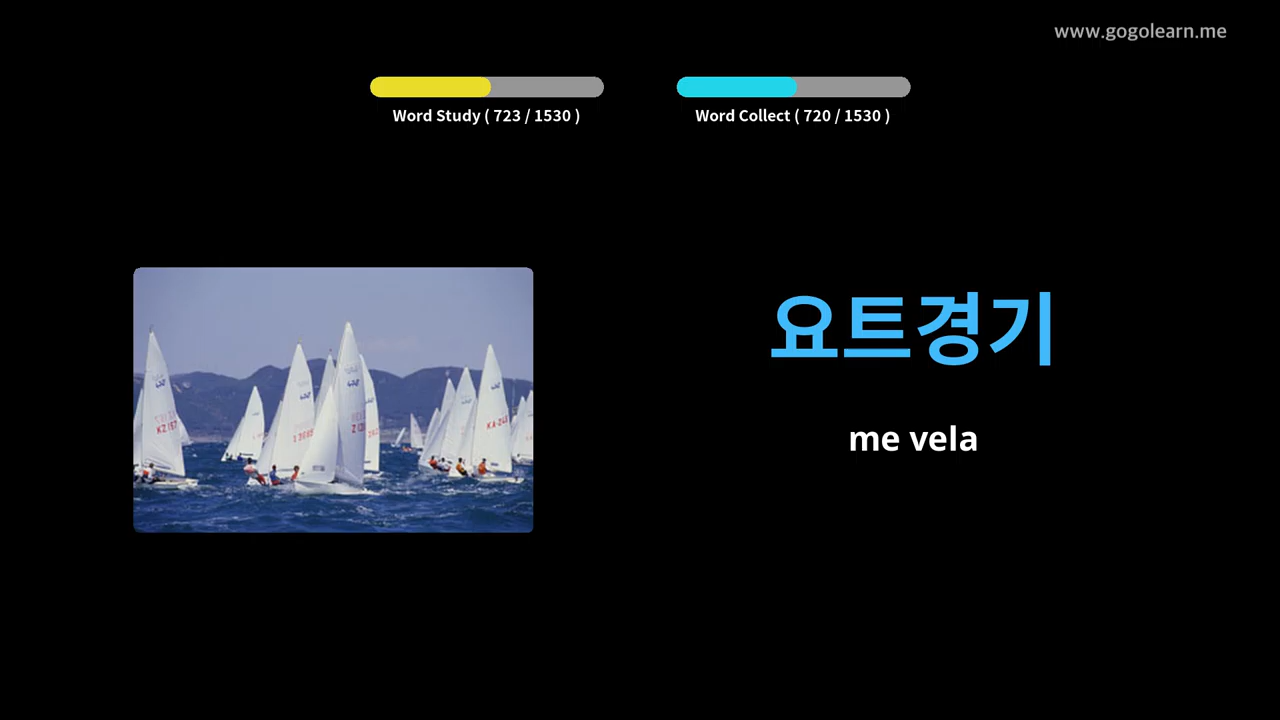 www.gogolearn.me
Word Study ( 723 / 1530 )
Word Collect ( 720 / 1530 )
요트경기
me vela